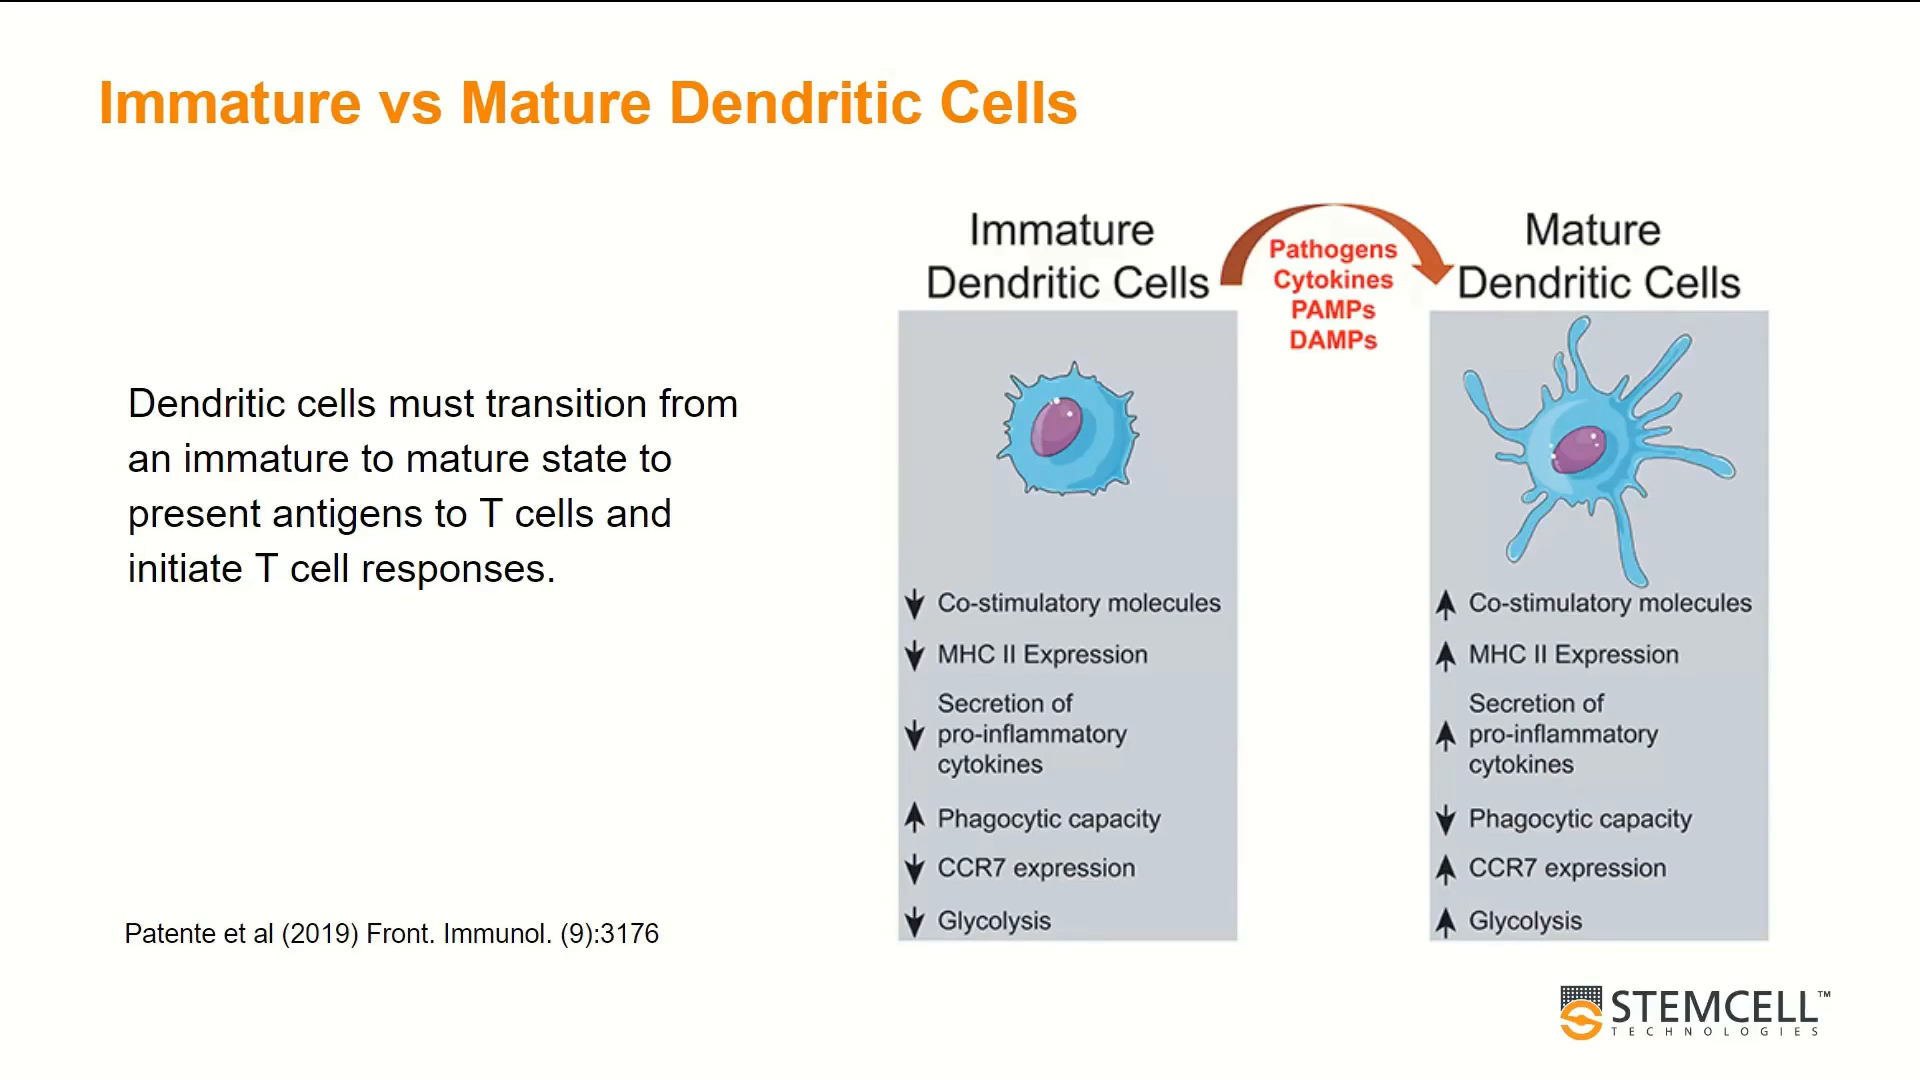 Immature vs Mature Dendritic Cells
Dendritic cells must transition from
an immature to mature state to
present antigens to T cells and
initiate T cell responses.
Patente et al (2019) Front. Immunol. (9):3176
Immature
Dendritic Cells
Pathogens
Cytokines
PAMPs
DAMPs
Mature
Dendritic Cells
Co-stimulatory molecules
MHC II Expression
Secretion of
pro-inflammatory
cytokines
Phagocytic capacity
CCR7 expression
Glycolysis
Co-stimulatory molecules
MHC II Expression
Secretion of
pro-inflammatory
cytokines
Phagocytic capacity
CCR7 expression
Glycolysis
STEMCELL™
TECHNOLOGIES